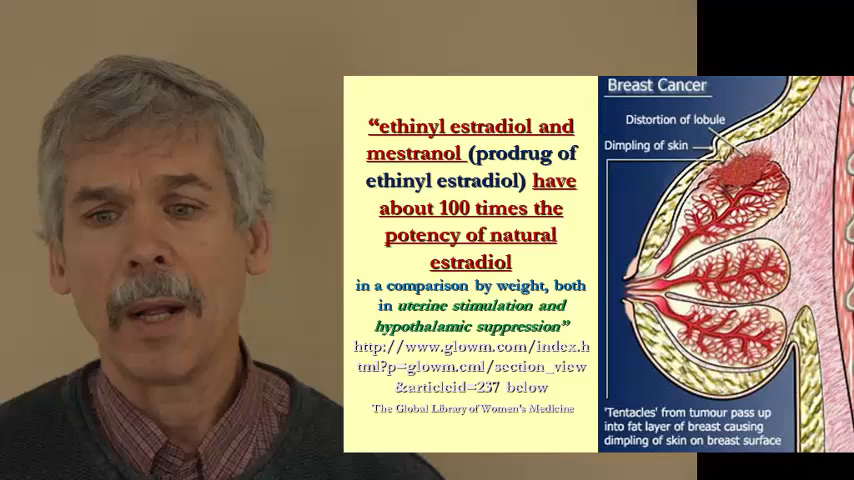 “ethinyl estradiol and
mestranol (prodrug of
ethinyl estradiol) have
about 100 times the
potency of natural
estradiol
in a comparison by weight, both
in uterine stimulation and
hypothalamic suppression”
http://www.glowm.com/index.h
tml?p=glowm.cml/section_view
&articleid=237 below
The Global Library of Women's Medicine
Breast Cancer
Distortion of lobule
Dimpling of skin
'Tentacles' from tumour pass up
into fat layer of breast causing
dimpling of skin on breast surface